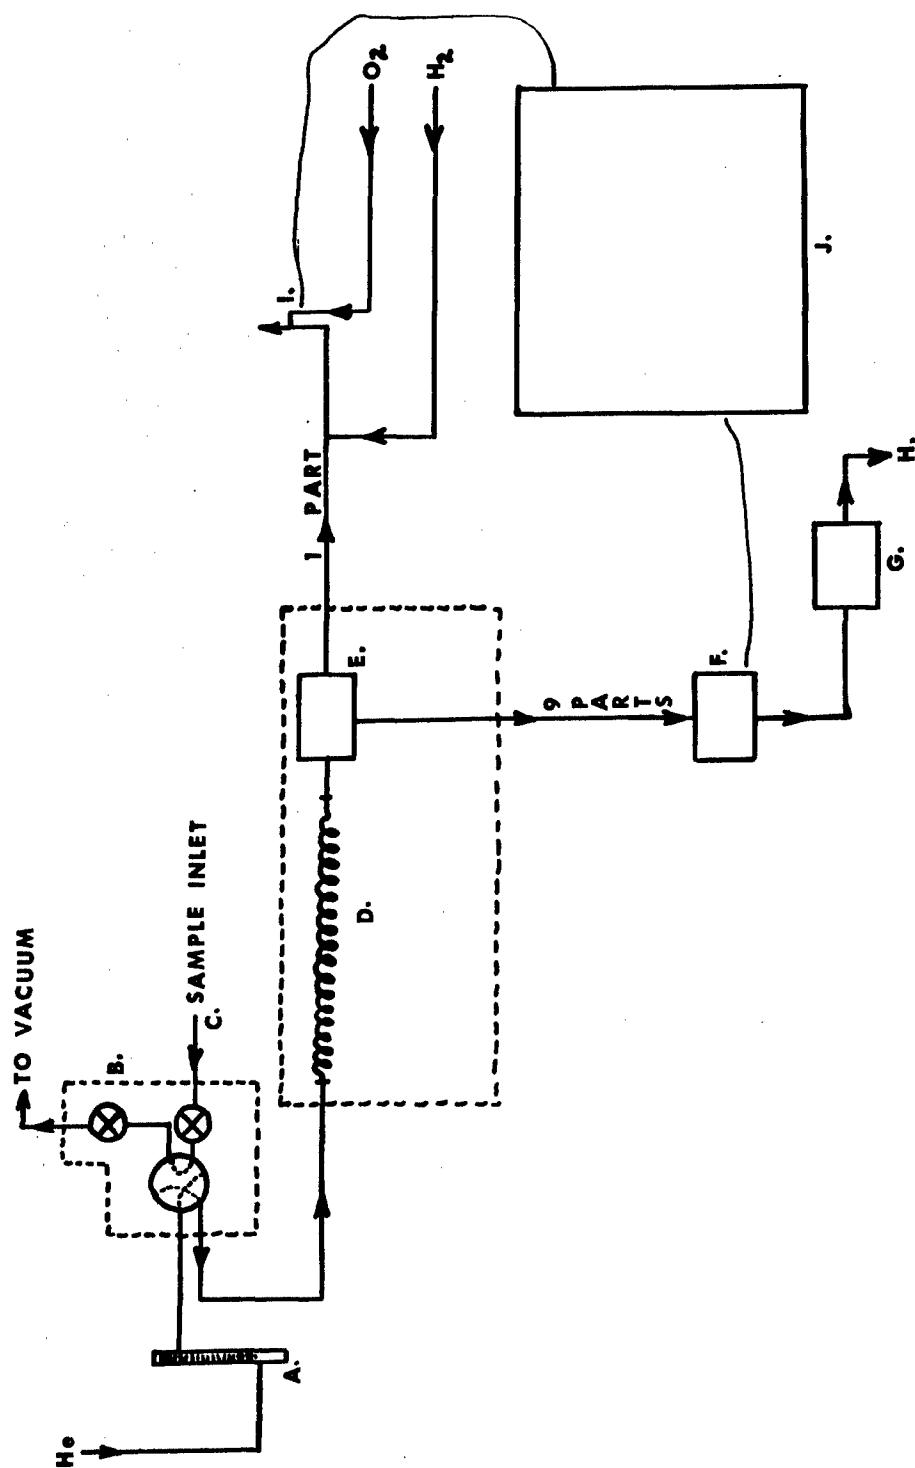 TO VACUUM
B.
SAMPLE INLET
C.
He
A.
D.
E.
1 PART
I.
O2
H2
9 PARTS
F.
G.
H.
J.